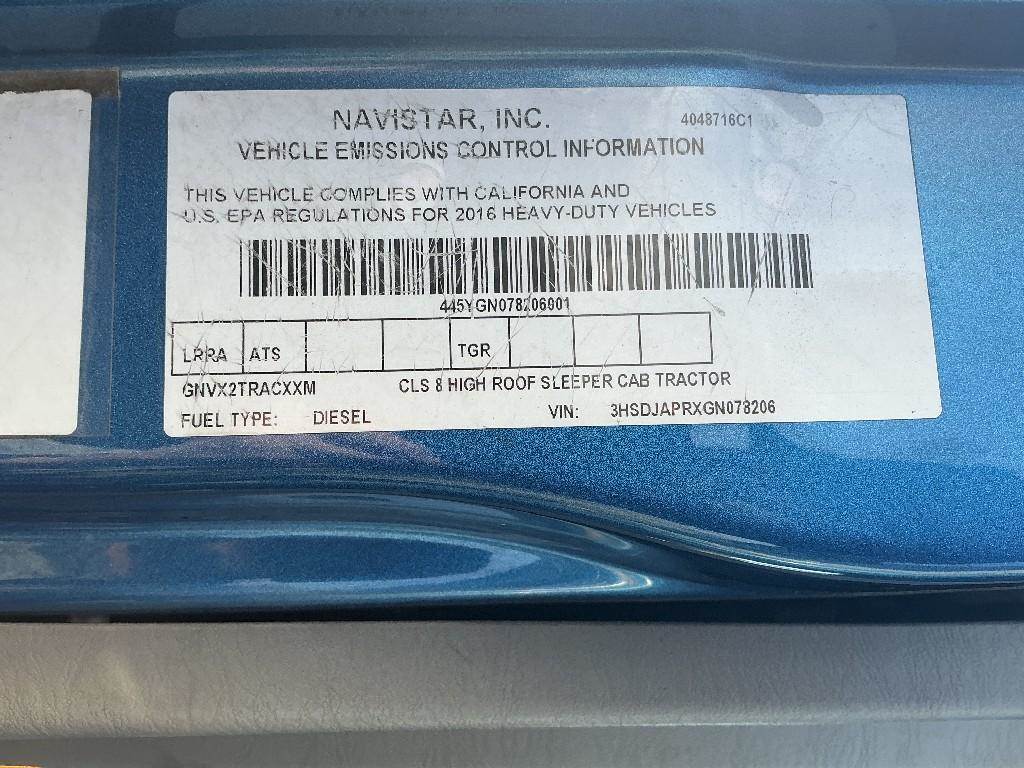 NAVISTAR, INC.
4048716C1
VEHICLE EMISSIONS CONTROL INFORMATION
THIS VEHICLE COMPLIES WITH CALIFORNIA AND
U.S. EPA REGULATIONS FOR 2016 HEAVY-DUTY VEHICLES
445YGN078206001
LRRA ATS TGR
GNVX2TRACXXM CLS 8 HIGH ROOF SLEEPER CAB TRACTOR
FUEL TYPE: DIESEL VIN: 3HSDJAPRXGN078206